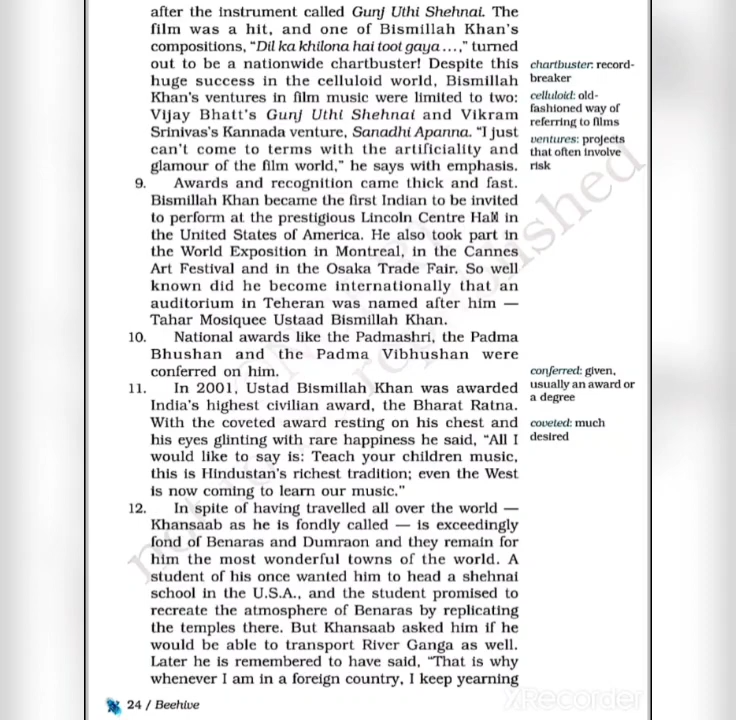 after the instrument called Gunj Uthi Shehnai. The
film was a hit, and one of Bismillah Khan's
compositions, “Dil ka khilona hai toot gaya ...,” turned
out to be a nationwide chartbuster! Despite this
huge success in the celluloid world, Bismillah
Khan's ventures in film music were limited to two:
Vijay Bhatt's Gunj Uthi Shehnai and Vikram
Srinivas's Kannada venture, Sanadhi Apanna. “I just
can't come to terms with the artificiality and
glamour of the film world,” he says with emphasis.
chartbuster: record-
breaker
celluloid: old-
fashioned way of
referring to films
ventures: projects
that often involve
risk
9. Awards and recognition came thick and fast.
Bismillah Khan became the first Indian to be invited
to perform at the prestigious Lincoln Centre Hall in
the United States of America. He also took part in
the World Exposition in Montreal, in the Cannes
Art Festival and in the Osaka Trade Fair. So well
known did he become internationally that an
auditorium in Teheran was named after him —
Tahar Mosiquee Ustaad Bismillah Khan.
10. National awards like the Padmashri, the Padma
Bhushan and the Padma Vibhushan were
conferred on him.
conferred: given,
usually an award or
a degree
11. In 2001, Ustad Bismillah Khan was awarded
India's highest civilian award, the Bharat Ratna.
With the coveted award resting on his chest and
his eyes glinting with rare happiness he said, “All I
would like to say is: Teach your children music,
this is Hindustan's richest tradition; even the West
is now coming to learn our music.”
coveted: much
desired
12. In spite of having travelled all over the world —
Khansaab as he is fondly called — is exceedingly
fond of Benaras and Dumraon and they remain for
him the most wonderful towns of the world. A
student of his once wanted him to head a shehnai
school in the U.S.A., and the student promised to
recreate the atmosphere of Benaras by replicating
the temples there. But Khansaab asked him if he
would be able to transport River Ganga as well.
Later he is remembered to have said, “That is why
whenever I am in a foreign country, I keep yearning
24 / Beehive
XRecorder